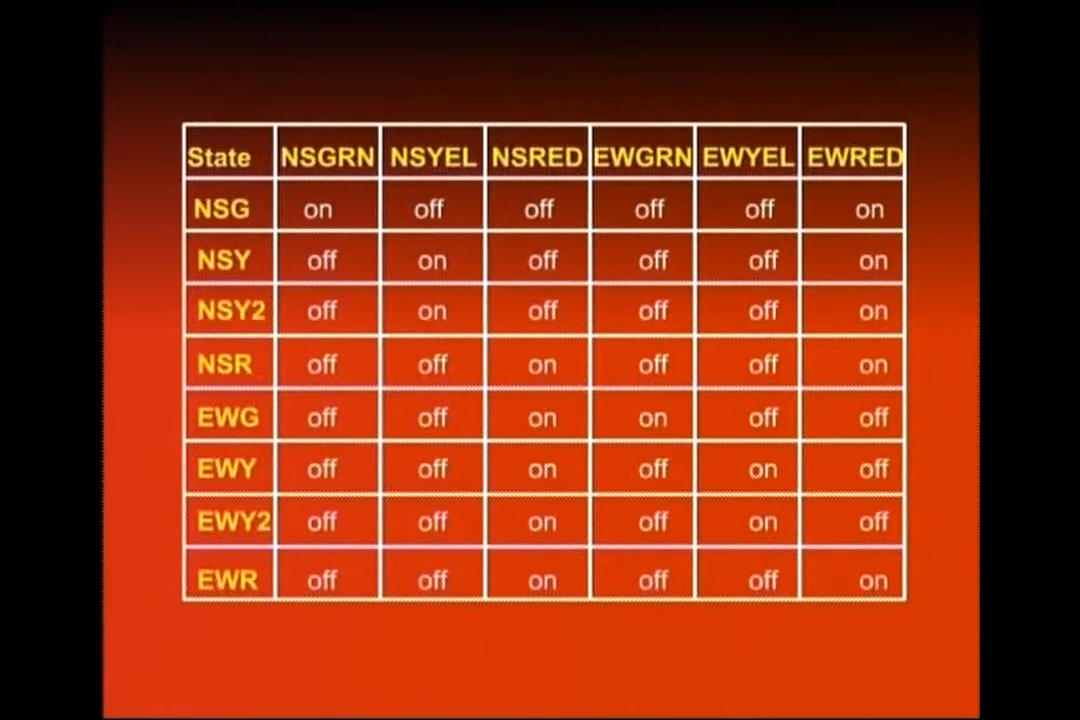 State NSGRN NSYEL NSRED EWGRN EWYEL EWRED
NSG on off off off off on
NSY off on off off off on
NSY2 off on off off off on
NSR off off on off off on
EWG off off on on off off
EWY off off on off on off
EWY2 off off on off on off
EWR off off on off off on